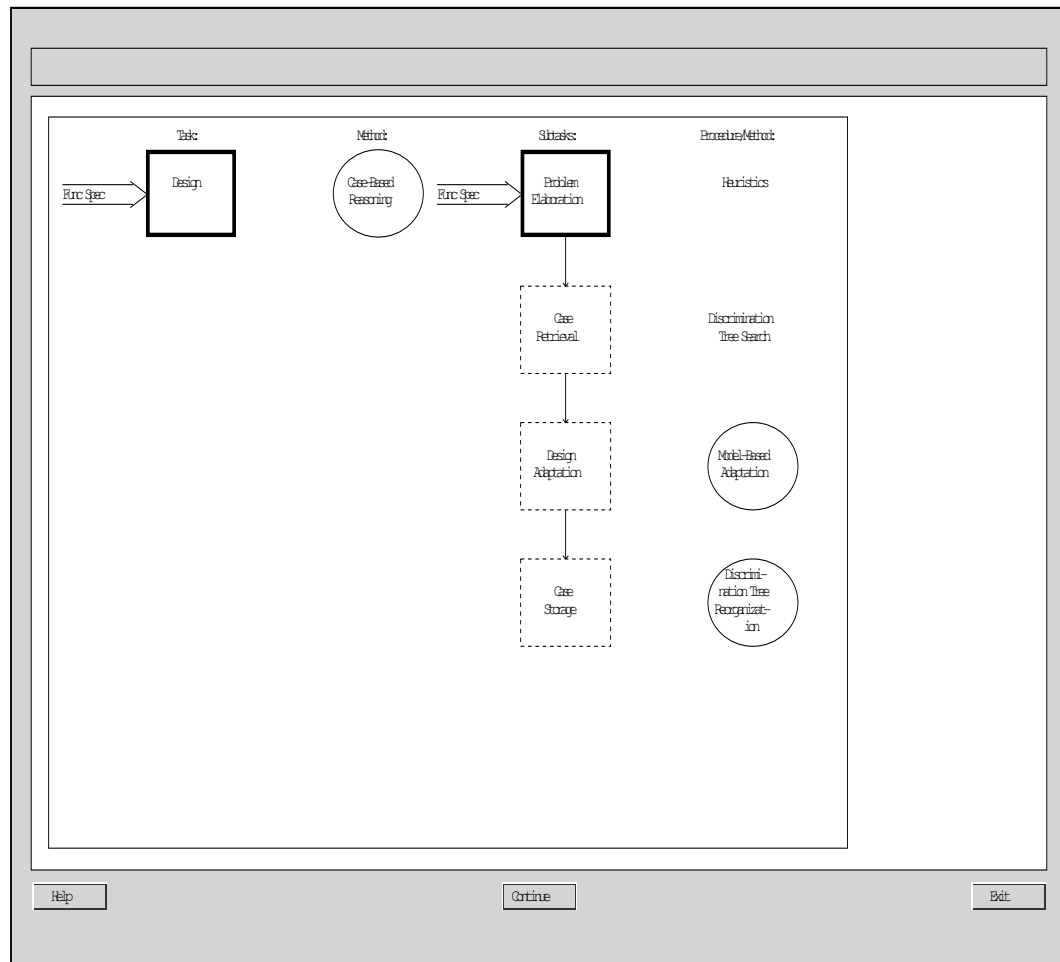 Task:
Method:
Subtasks:
Procedure/Method:
Func Spec
Design
Case-Based
Reasoning
Func Spec
Problem
Elaboration
Heuristics
Case
Retrieval
Discrimination
Tree Search
Design
Adaptation
Model-Based
Adaptation
Case
Storage
Discrimi-
nation Tree
Reorganizat-
ion
Help
Continue
Exit